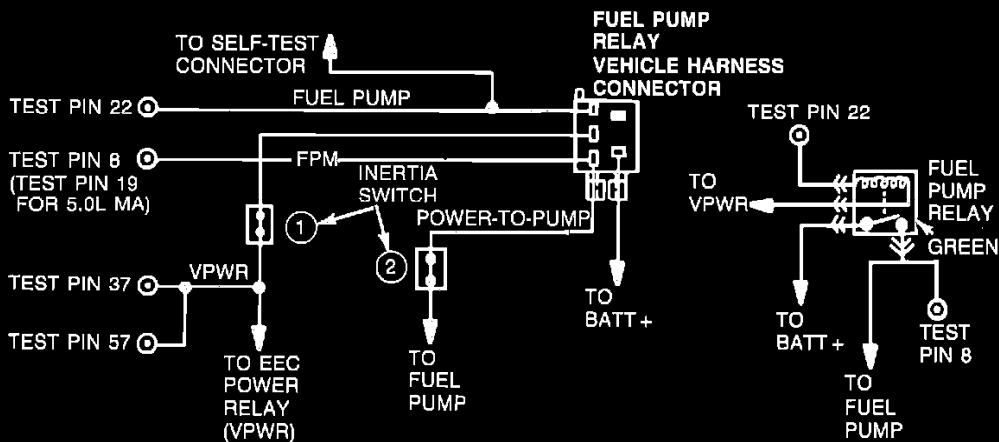 FUEL PUMP
RELAY
VEHICLE HARNESS
CONNECTOR
TO SELF-TEST
CONNECTOR
TEST PIN 22
FUEL PUMP
TEST PIN 8
(TEST PIN 19
FOR 5.0L MA)
FPM
INERTIA
SWITCH
1
2
POWER-TO-PUMP
TEST PIN 37
VPWR
TEST PIN 57
TO EEC
POWER
RELAY
(VPWR)
TO
FUEL
PUMP
TO
BATT +
TEST PIN 22
TO
VPWR
FUEL
PUMP
RELAY
GREEN
TO
BATT +
TEST
PIN 8
TO
FUEL
PUMP